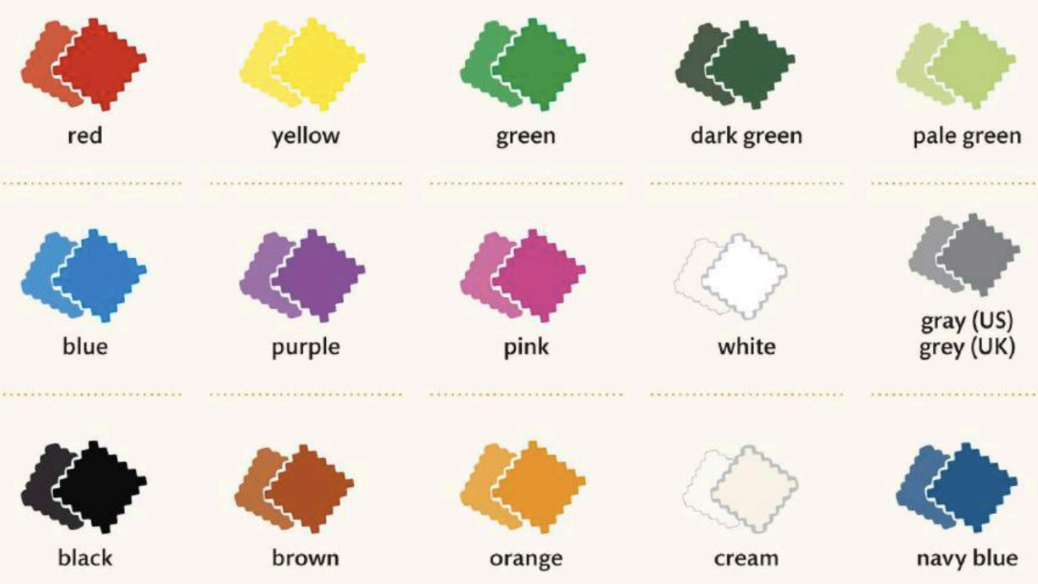 red
yellow
green
dark green
pale green
blue
purple
pink
white
gray (US)
grey (UK)
black
brown
orange
cream
navy blue